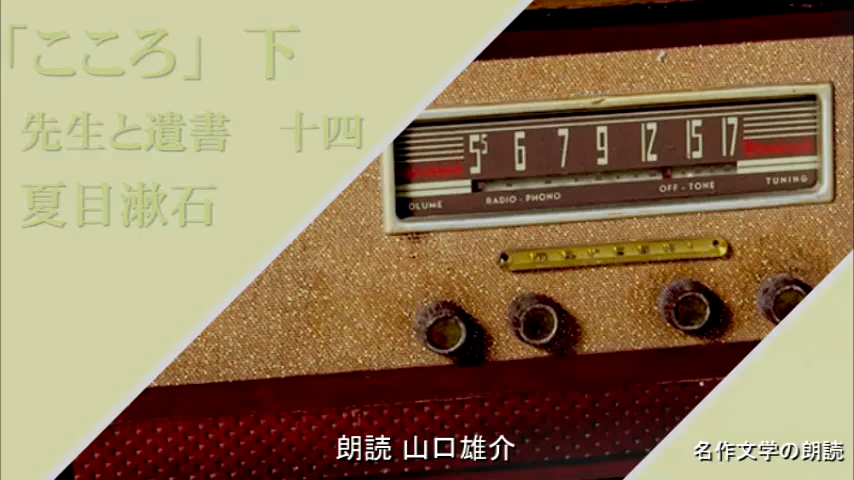 「こころ」 下
先生と遺書 十四
夏目漱石
5⁵ 6 7 9 12 15 17
OLUME RADIO - PHONO OFF - TONE TUNING
朗読 山口雄介
名作文学の朗読